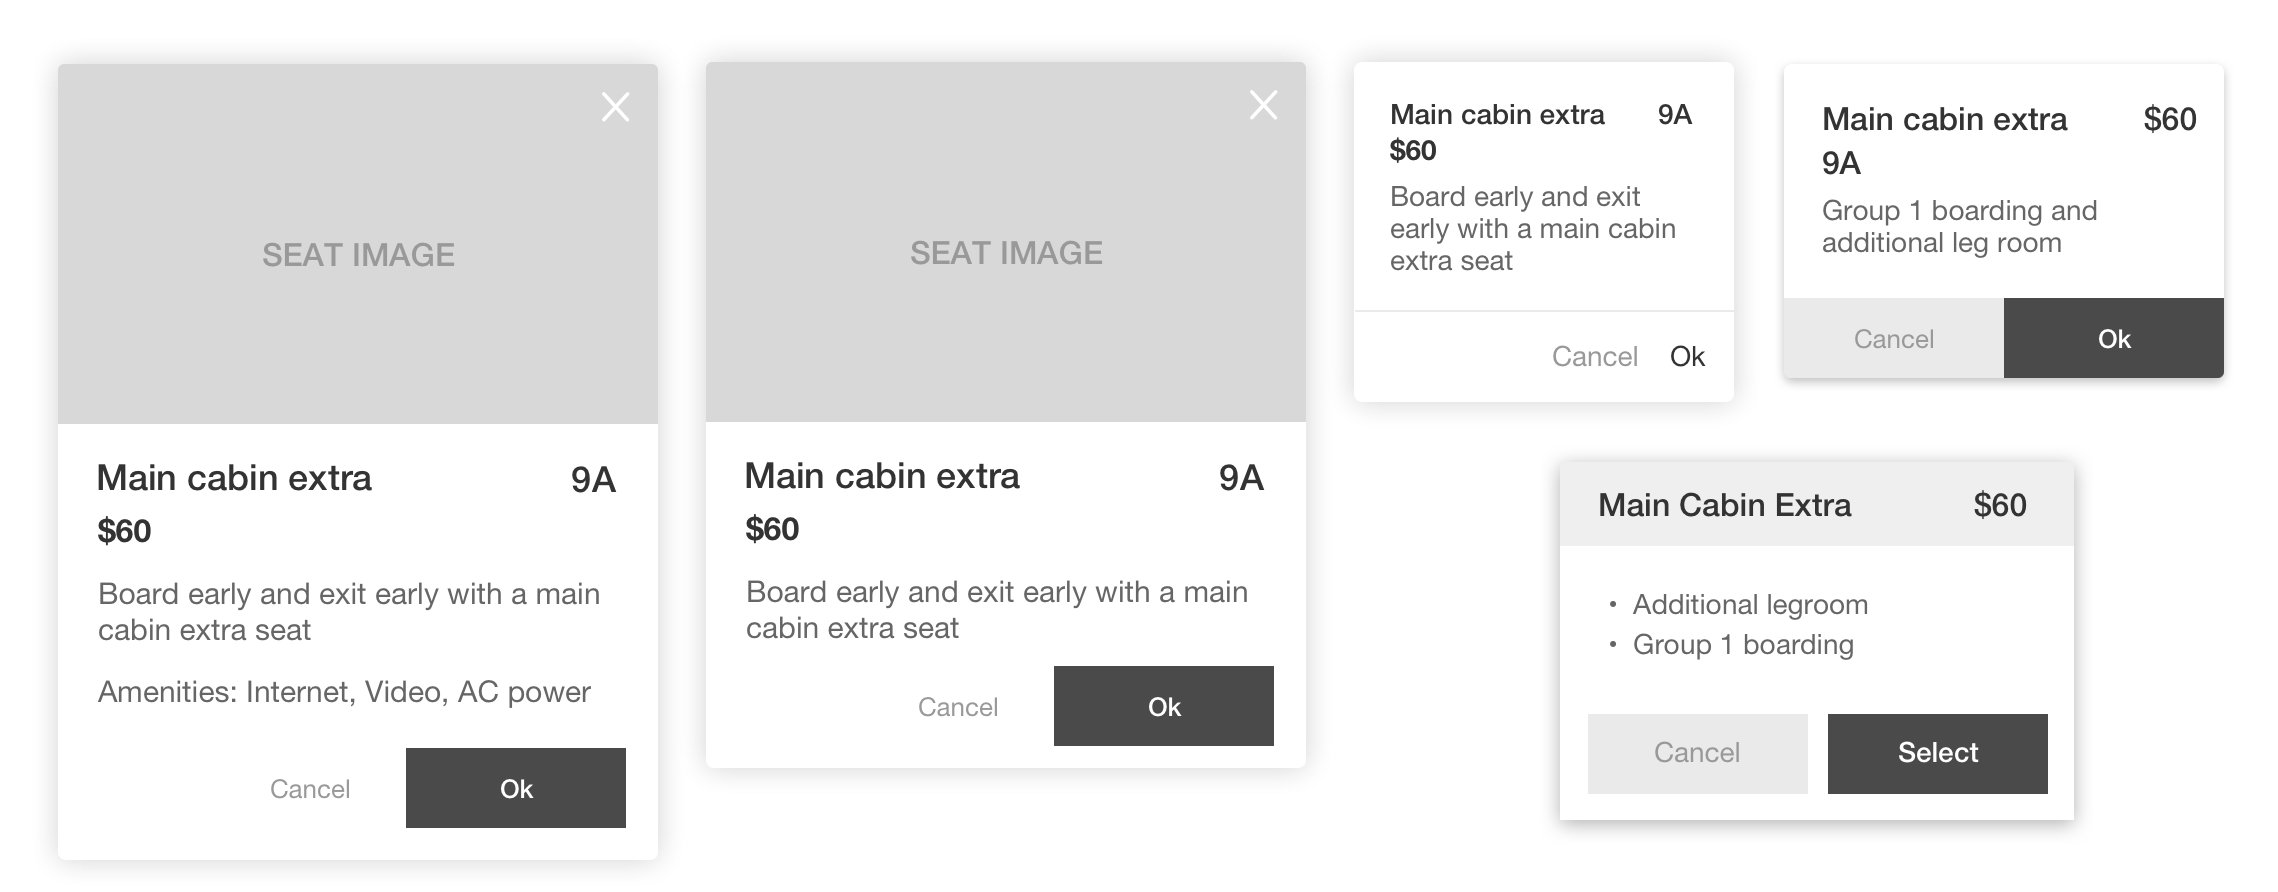 SEAT IMAGE
Main cabin extra 9A
$60
Board early and exit early with a main
cabin extra seat
Amenities: Internet, Video, AC power
Cancel Ok
SEAT IMAGE
Main cabin extra 9A
$60
Board early and exit early with a main
cabin extra seat
Cancel Ok
Main cabin extra 9A
$60
Board early and exit
early with a main cabin
extra seat
Cancel Ok
Main cabin extra $60
9A
Group 1 boarding and
additional leg room
Cancel Ok
Main Cabin Extra $60
• Additional legroom
• Group 1 boarding
Cancel Select